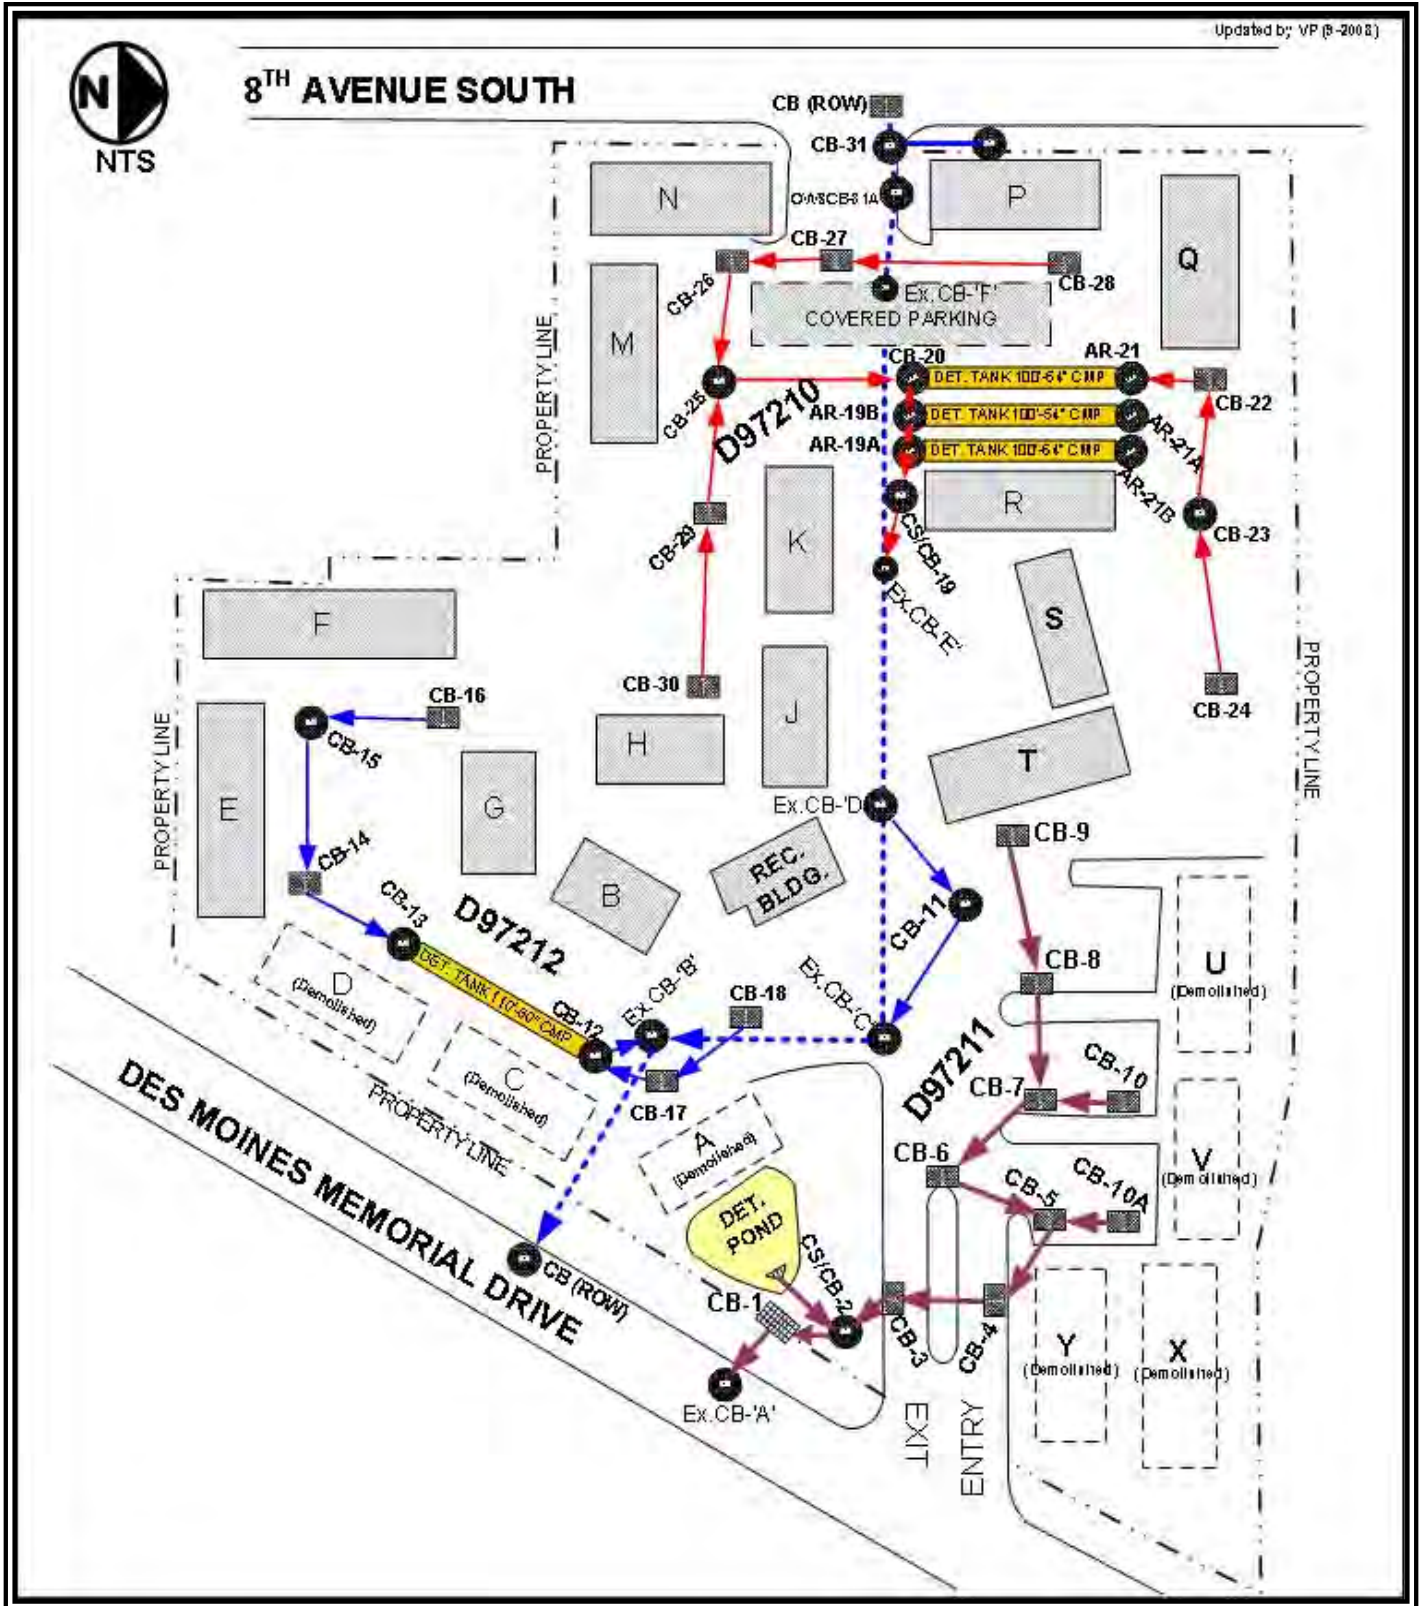 Updated by VP (9-2008)
N
NTS
8TH AVENUE SOUTH
CB (ROW)
CB-31
N
P
Q
CB-27
CB-26
CB-28
Ex.CB-'F'
COVERED PARKING
M
PROPERTY LINE
CB-20
AR-21
DET. TANK 100'-54" CMP
CB-22
CB-25
D97210
AR-19B
DET. TANK 100'-54" CMP
AR-21A
AR-19A
DET. TANK 100'-54" CMP
AR-21B
R
K
CB-29
CS/CB-19
CB-23
Ex.CB-'E'
F
S
CB-30
CB-24
PROPERTY LINE
CB-16
CB-15
H
J
T
PROPERTY LINE
E
G
Ex.CB-'D
CB-9
CB-14
REC.
BLDG.
B
CB-13
D97212
CB-11
DET. TANK 110'-60" CMP
D
(Demolished)
CB-12
Ex.CB-'B'
CB-18
Ex.CB-'C'
CB-8
U
(Demolished)
D97211
C
(Demolished)
CB-17
CB-7
CB-10
PROPERTY LINE
DES MOINES MEMORIAL DRIVE
A
(Demolished)
CB-6
CB-5
CB-10A
V
(Demolished)
DET.
POND
CS/CB-2
CB (ROW)
CB-1
CB-3
CB-4
Y
(Demolished)
X
(Demolished)
Ex.CB-'A'
EXIT
ENTRY